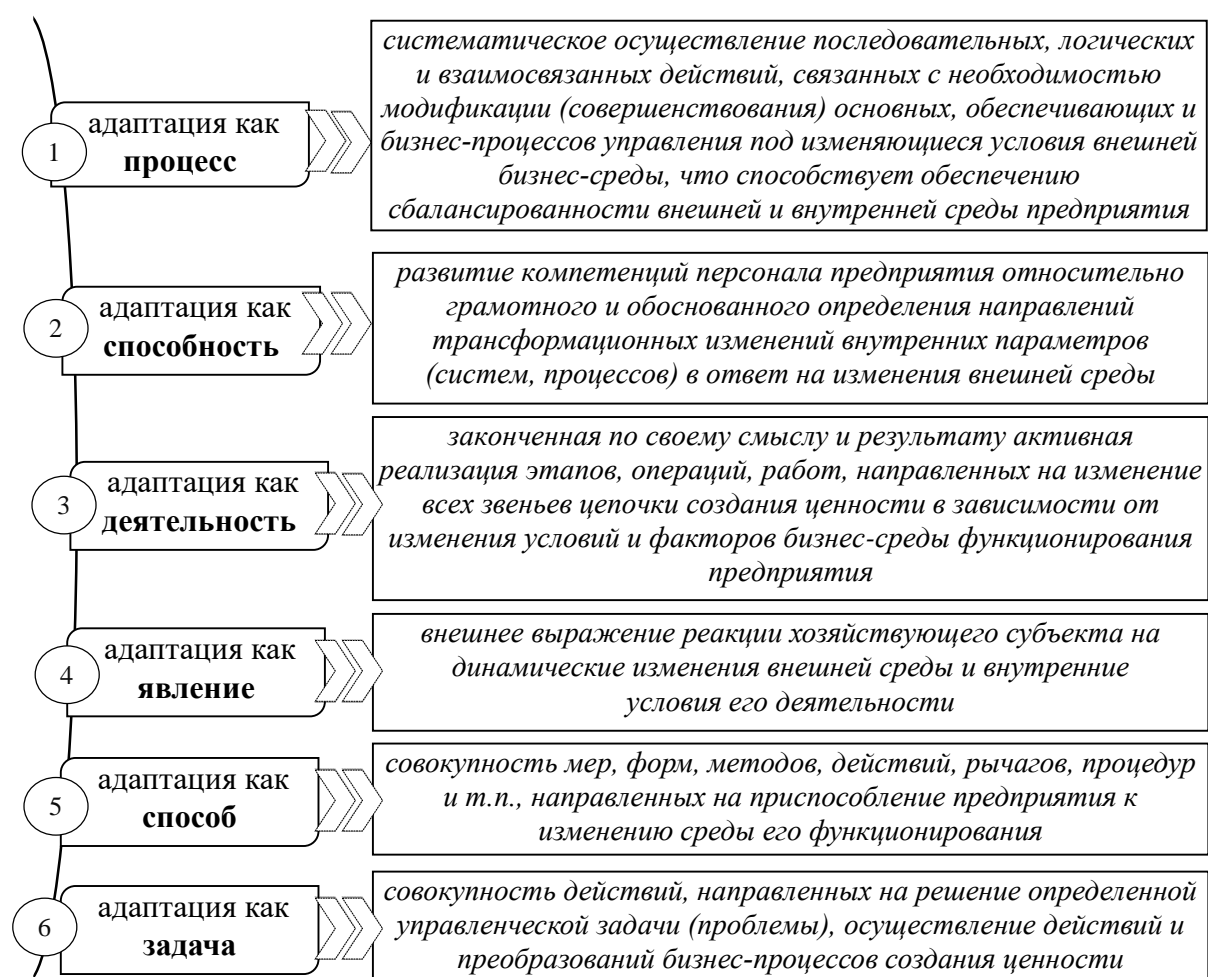 1
адаптация как
процесс
систематическое осуществление последовательных, логических
и взаимосвязанных действий, связанных с необходимостью
модификации (совершенствования) основных, обеспечивающих и
бизнес-процессов управления под изменяющиеся условия внешней
бизнес-среды, что способствует обеспечению
сбалансированности внешней и внутренней среды предприятия
2
адаптация как
способность
развитие компетенций персонала предприятия относительно
грамотного и обоснованного определения направлений
трансформационных изменений внутренних параметров
(систем, процессов) в ответ на изменения внешней среды
3
адаптация как
деятельность
законченная по своему смыслу и результату активная
реализация этапов, операций, работ, направленных на изменение
всех звеньев цепочки создания ценности в зависимости от
изменения условий и факторов бизнес-среды функционирования
предприятия
4
адаптация как
явление
внешнее выражение реакции хозяйствующего субъекта на
динамические изменения внешней среды и внутренние
условия его деятельности
5
адаптация как
способ
совокупность мер, форм, методов, действий, рычагов, процедур
и т.п., направленных на приспособление предприятия к
изменению среды его функционирования
6
адаптация как
задача
совокупность действий, направленных на решение определенной
управленческой задачи (проблемы), осуществление действий и
преобразований бизнес-процессов создания ценности